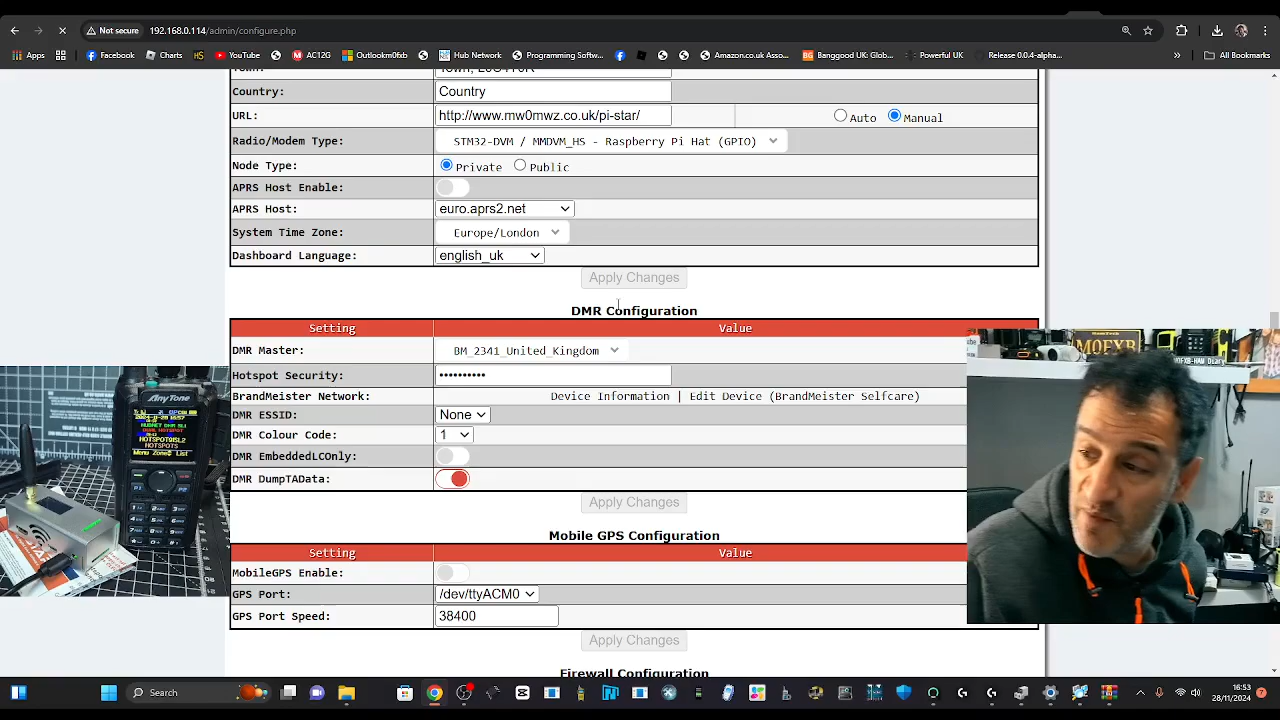 Not secure 192.168.0.114/admin/configure.php
Apps Facebook Charts HS YouTube AC12G Outlookm0fxb Hub Network Programming Softw... Amazon.co.uk Asso... BG Banggood UK: Glob... Powerful UK Release 0.0.4-alpha... » All Bookmarks
Country: Country
URL: http://www.mw0mwz.co.uk/pi-star/ Auto Manual
Radio/Modem Type: STM32-DVM / MMDVM_HS - Raspberry Pi Hat (GPIO)
Node Type: Private Public
APRS Host Enable:
APRS Host: euro.aprs2.net
System Time Zone: Europe/London
Dashboard Language: english_uk
Apply Changes
DMR Configuration
Setting Value
DMR Master: BM_2341_United_Kingdom
Hotspot Security: ••••••••••
BrandMeister Network: Device Information | Edit Device (BrandMeister Selfcare)
DMR ESSID: None
DMR Colour Code: 1
DMR EmbeddedLCOnly:
DMR DumpTAData:
Apply Changes
Mobile GPS Configuration
Setting Value
MobileGPS Enable:
GPS Port: /dev/ttyACM0
GPS Port Speed: 38400
Apply Changes
Firewall Configuration
AnyTone
HOTSPOTS
Menu Zone List
M0FXB
Search
16:53
28/11/2024